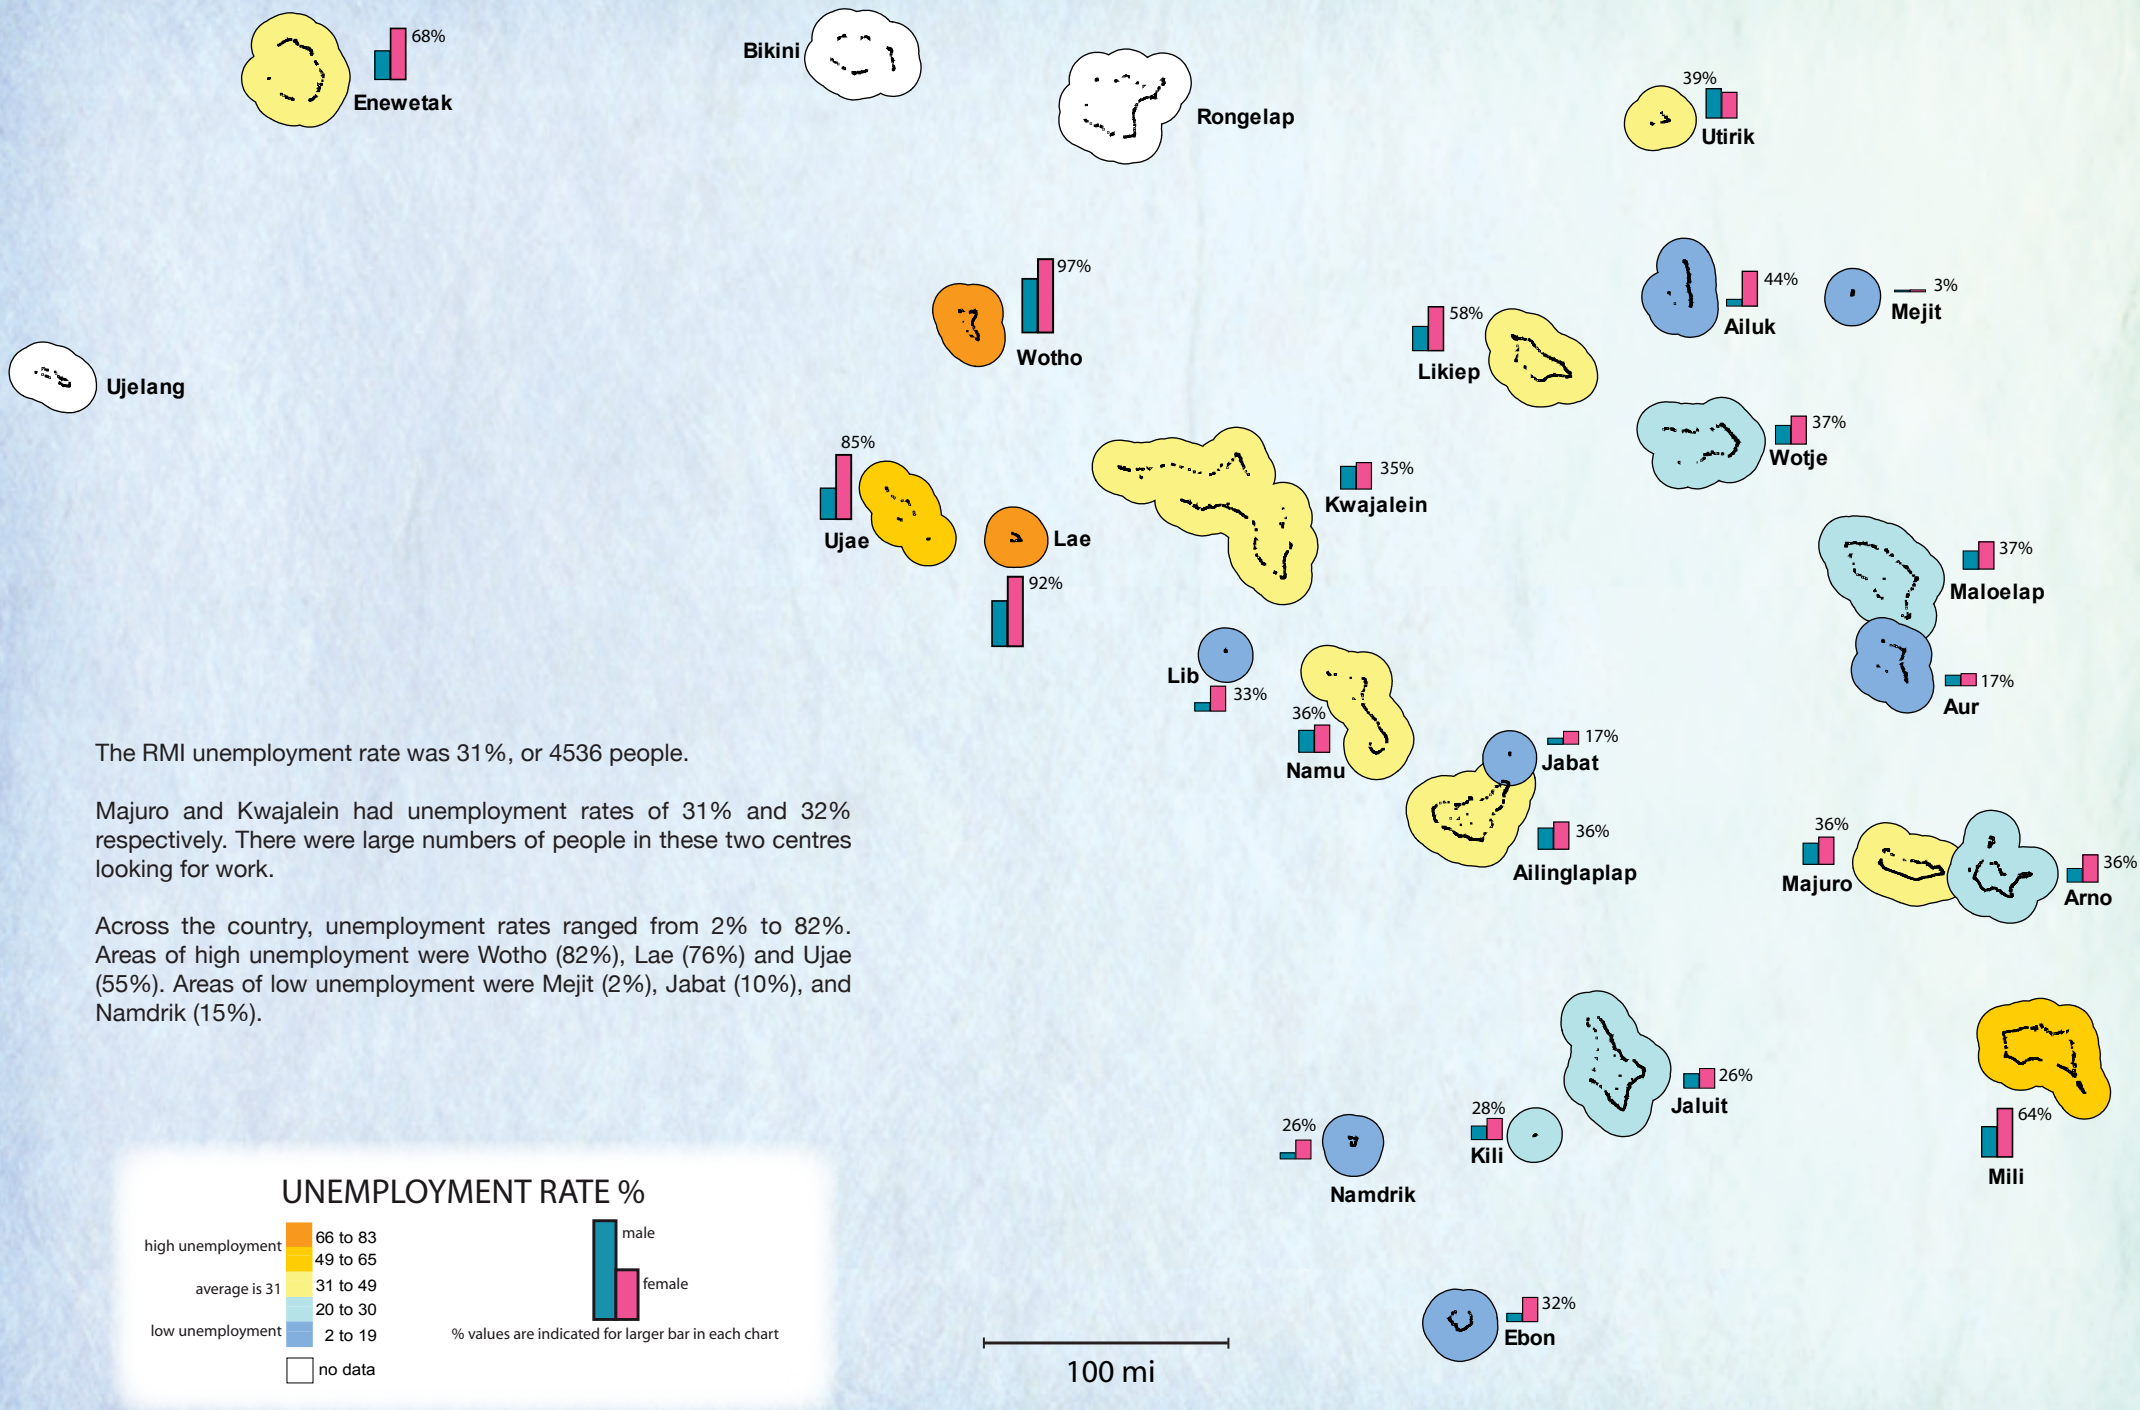 68%
Enewetak
Bikini
Rongelap
39%
Utirik
97%
Wotho
58%
Likiep
44%
Ailuk
3%
Mejit
Ujelang
37%
Wotje
85%
Ujae
Lae
92%
35%
Kwajalein
37%
Maloelap
17%
Aur
Lib
33%
36%
Namu
17%
Jabat
36%
Ailinglaplap
36%
Majuro
36%
Arno
The RMI unemployment rate was 31%, or 4536 people.
Majuro and Kwajalein had unemployment rates of 31% and 32%
respectively. There were large numbers of people in these two centres
looking for work.
Across the country, unemployment rates ranged from 2% to 82%.
Areas of high unemployment were Wotho (82%), Lae (76%) and Ujae
(55%). Areas of low unemployment were Mejit (2%), Jabat (10%), and
Namdrik (15%).
26%
Jaluit
28%
Kili
26%
Namdrik
64%
Mili
32%
Ebon
UNEMPLOYMENT RATE %
high unemployment
66 to 83
49 to 65
average is 31
31 to 49
20 to 30
low unemployment
2 to 19
no data
male
female
% values are indicated for larger bar in each chart
100 mi